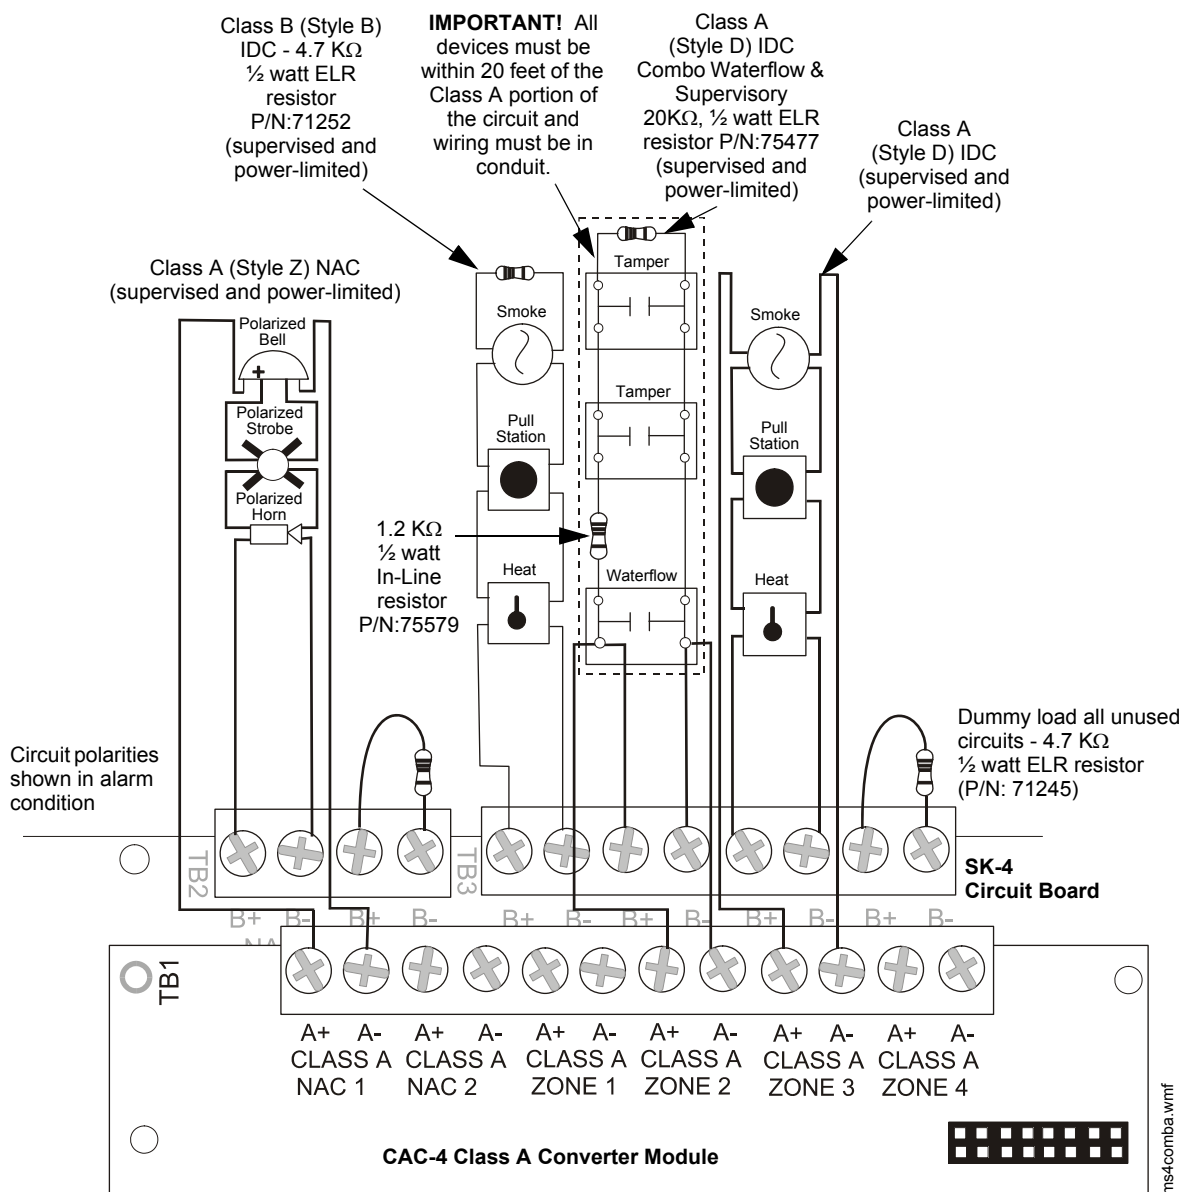 Class B (Style B)
IDC - 4.7 KΩ
½ watt ELR
resistor
P/N:71252
(supervised and
power-limited)
IMPORTANT! All
devices must be
within 20 feet of the
Class A portion of
the circuit and
wiring must be in
conduit.
Class A
(Style D) IDC
Combo Waterflow &
Supervisory
20KΩ, ½ watt ELR
resistor P/N:75477
(supervised and
power-limited)
Class A
(Style D) IDC
(supervised and
power-limited)
Class A (Style Z) NAC
(supervised and power-limited)
Polarized
Bell
+
Polarized
Strobe
Polarized
Horn
Smoke
Pull
Station
Heat
Tamper
Tamper
Waterflow
1.2 KΩ
½ watt
In-Line
resistor
P/N:75579
Smoke
Pull
Station
Heat
Circuit polarities
shown in alarm
condition
Dummy load all unused
circuits - 4.7 KΩ
½ watt ELR resistor
(P/N: 71245)
TB2
TB3
SK-4
Circuit Board
B+ B- B+ B- B+ B- B+ B- B+ B- B+ B-
TB1
A+ A- A+ A- A+ A- A+ A- A+ A- A+ A-
CLASS A CLASS A CLASS A CLASS A CLASS A CLASS A
NAC 1 NAC 2 ZONE 1 ZONE 2 ZONE 3 ZONE 4
CAC-4 Class A Converter Module
ms4comba.wmf